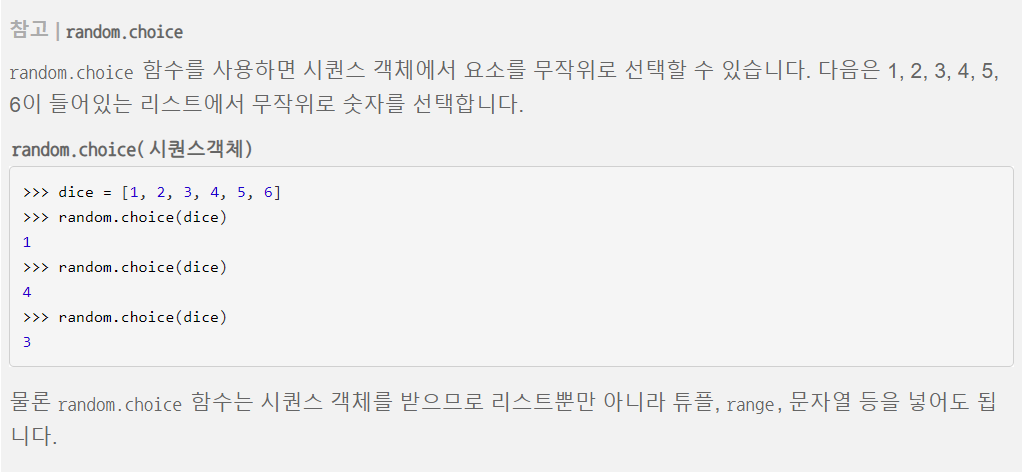 참고 | random.choice
random.choice 함수를 사용하면 시퀀스 객체에서 요소를 무작위로 선택할 수 있습니다. 다음은 1, 2, 3, 4, 5,
6이 들어있는 리스트에서 무작위로 숫자를 선택합니다.
random.choice(시퀀스객체)
>>> dice = [1, 2, 3, 4, 5, 6]
>>> random.choice(dice)
1
>>> random.choice(dice)
4
>>> random.choice(dice)
3
물론 random.choice 함수는 시퀀스 객체를 받으므로 리스트뿐만 아니라 튜플, range, 문자열 등을 넣어도 됩
니다.